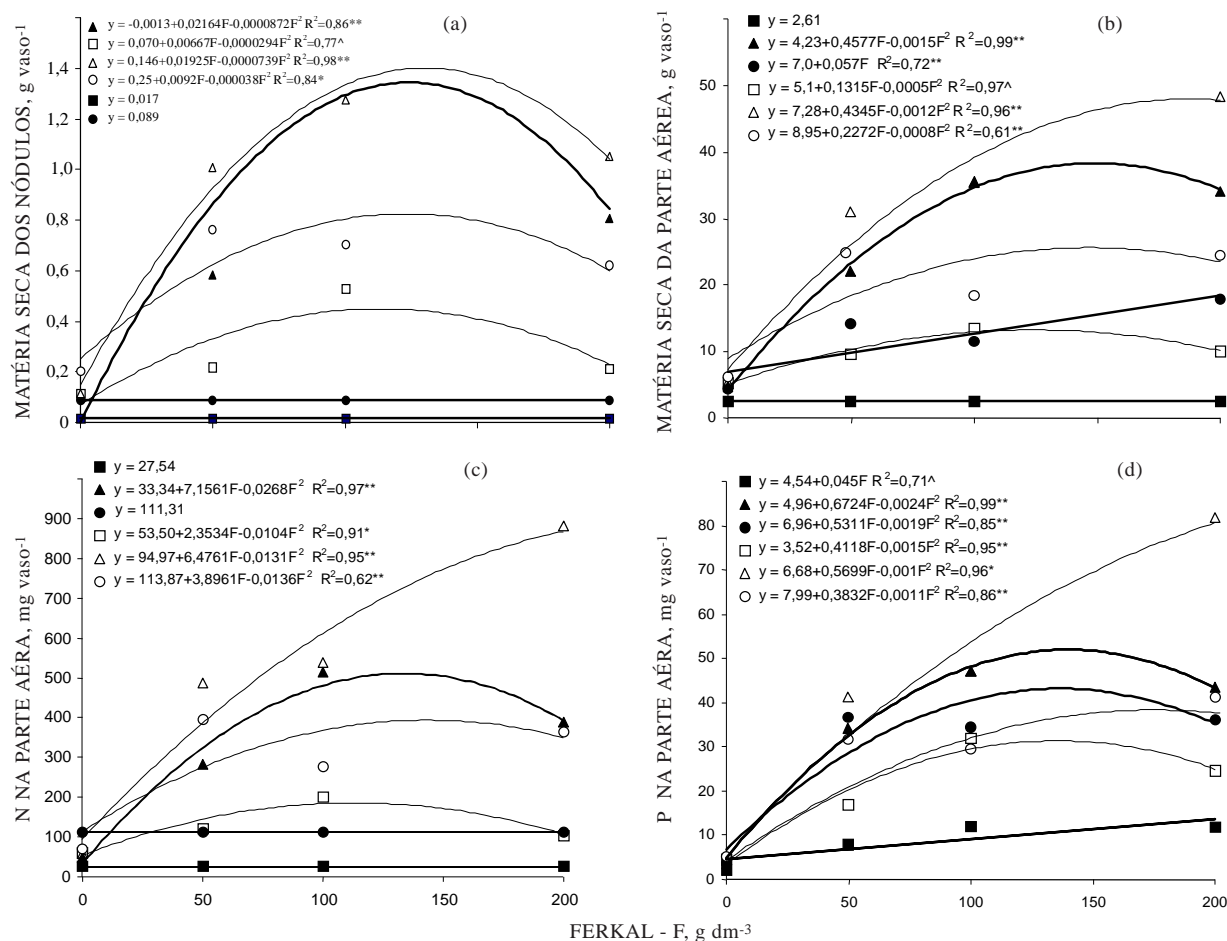 (a)
y = -0,0013+0,02164F-0,0000872F² R²=0,86**
y = 0,070+0,00667F-0,0000294F² R²=0,77^
y = 0,146+0,01925F-0,0000739F² R²=0,98**
y = 0,25+0,0092F-0,000038F² R²=0,84*
y = 0,017
y = 0,089
MATÉRIA SECA DOS NÓDULOS, g vaso-1
1,4
1,2
1,0
0,8
0,6
0,4
0,2
0
(b)
y = 2,61
y = 4,23+0,4577F-0,0015F² R²=0,99**
y = 7,0+0,057F R²=0,72**
y = 5,1+0,1315F-0,0005F² R²=0,97^
y = 7,28+0,4345F-0,0012F² R²=0,96**
y = 8,95+0,2272F-0,0008F² R²=0,61**
MATÉRIA SECA DA PARTE AÉREA, g vaso-1
50
40
30
20
10
0
(c)
y = 27,54
y = 33,34+7,1561F-0,0268F² R²=0,97**
y = 111,31
y = 53,50+2,3534F-0,0104F² R²=0,91*
y = 94,97+6,4761F-0,0131F² R²=0,95**
y = 113,87+3,8961F-0,0136F² R²=0,62**
N NA PARTE AÉRA, mg vaso-1
900
800
700
600
500
400
300
200
100
0
0 50 100 150 200
(d)
y = 4,54+0,045F R²=0,71^
y = 4,96+0,6724F-0,0024F² R²=0,99**
y = 6,96+0,5311F-0,0019F² R²=0,85**
y = 3,52+0,4118F-0,0015F² R²=0,95**
y = 6,68+0,5699F-0,001F² R²=0,96*
y = 7,99+0,3832F-0,0011F² R²=0,86**
P NA PARTE AÉRA, mg vaso-1
80
70
60
50
40
30
20
10
0
0 50 100 150 200
FERKAL - F, g dm-3